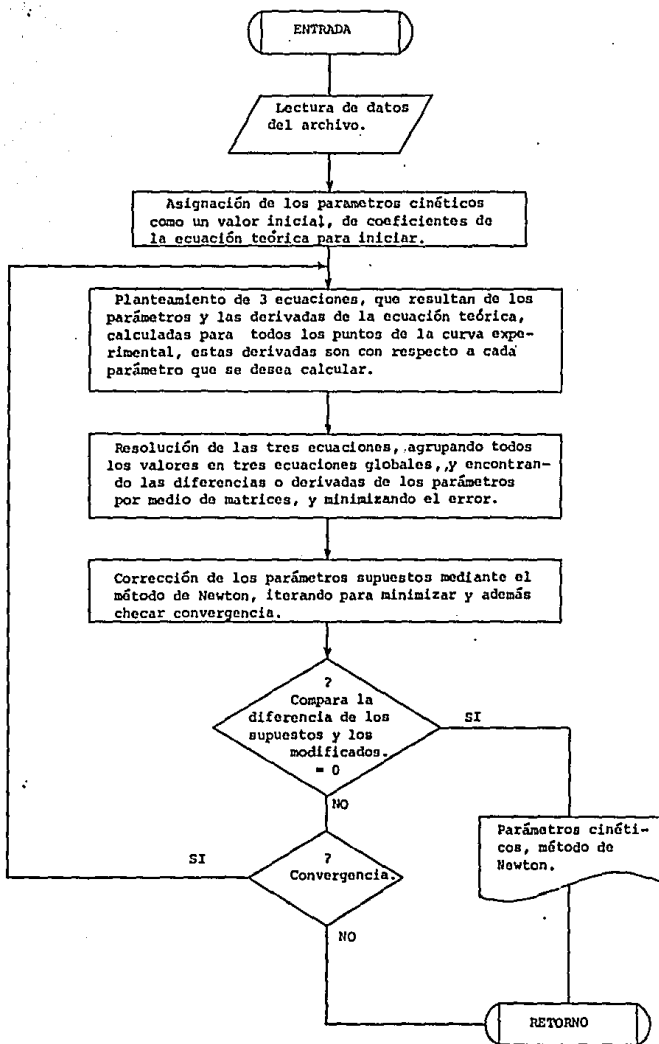 ENTRADA
Lectura de datos
del archivo.
Asignación de los parametros cinéticos
como un valor inicial, de coeficientes de
la ecuación teórica para iniciar.
Planteamiento de 3 ecuaciones, que resultan de los
parámetros y las derivadas de la ecuación teórica,
calculadas para todos los puntos de la curva expe-
rimental, estas derivadas son con respecto a cada
parámetro que se desea calcular.
Resolución de las tres ecuaciones, agrupando todos
los valores en tres ecuaciones globales, y encontran-
do las diferencias o derivadas de los parámetros
por medio de matrices, y minimizando el error.
Corrección de los parámetros supuestos mediante el
método de Newton, iterando para minimizar y además
checar convergencia.
?
Compara la
diferencia de los
supuestos y los
modificados.
= 0
SI
NO
Parámetros cinéti-
cos, método de
Newton.
?
Convergencia.
SI
NO
RETORNO